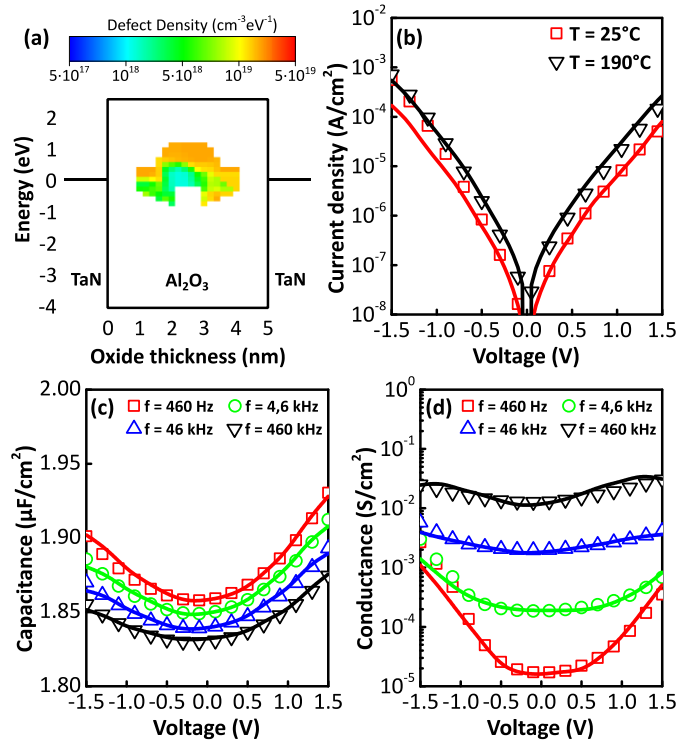 (a)
Defect Density (cm⁻³eV⁻¹)
5·10¹⁷ 10¹⁸ 5·10¹⁸ 10¹⁹ 5·10¹⁹
Energy (eV)
2
1
0
-1
-2
-3
-4
TaN Al₂O₃ TaN
0 1 2 3 4 5
Oxide thickness (nm)
(b)
T = 25°C
T = 190°C
Current density (A/cm²)
10⁻²
10⁻³
10⁻⁴
10⁻⁵
10⁻⁶
10⁻⁷
10⁻⁸
-1.5 -1.0 -0.5 0.0 0.5 1.0 1.5
Voltage (V)
(c)
f = 460 Hz f = 4,6 kHz
f = 46 kHz f = 460 kHz
Capacitance (µF/cm²)
2.00
1.95
1.90
1.85
1.80
-1.5 -1.0 -0.5 0.0 0.5 1.0 1.5
Voltage (V)
(d)
f = 460 Hz f = 4,6 kHz
f = 46 kHz f = 460 kHz
Conductance (S/cm²)
10⁰
10⁻¹
10⁻²
10⁻³
10⁻⁴
10⁻⁵
-1.5 -1.0 -0.5 0.0 0.5 1.0 1.5
Voltage (V)